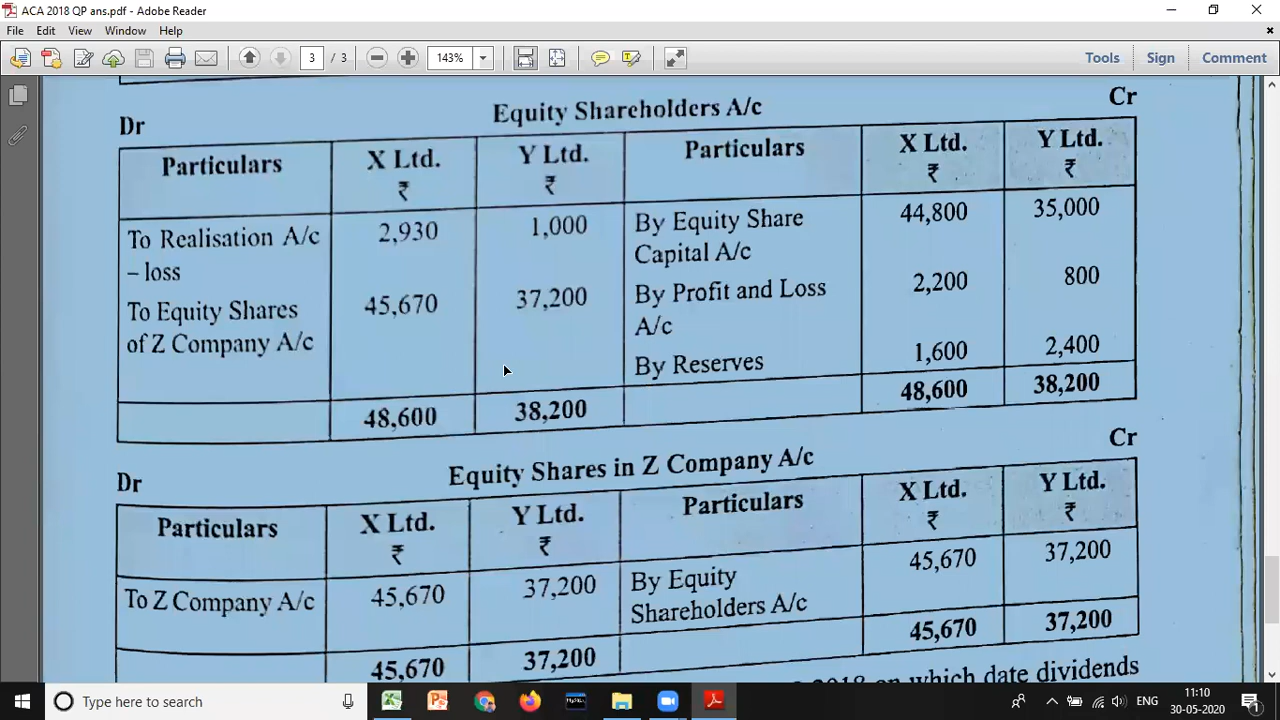 ACA 2018 QP ans.pdf - Adobe Reader
File Edit View Window Help
3 / 3 143% Tools Sign Comment
Dr Equity Shareholders A/c Cr
Particulars X Ltd. Y Ltd. Particulars X Ltd. Y Ltd.
₹ ₹ ₹ ₹
To Realisation A/c 2,930 1,000 By Equity Share 44,800 35,000
– loss Capital A/c
To Equity Shares 45,670 37,200 By Profit and Loss 2,200 800
of Z Company A/c A/c
By Reserves 1,600 2,400
48,600 38,200 48,600 38,200
Dr Equity Shares in Z Company A/c Cr
Particulars X Ltd. Y Ltd. Particulars X Ltd. Y Ltd.
₹ ₹ ₹ ₹
To Z Company A/c 45,670 37,200 By Equity 45,670 37,200
Shareholders A/c
45,670 37,200 45,670 37,200
2018 on which date dividends
Type here to search
ENG 11:10
30-05-2020
1